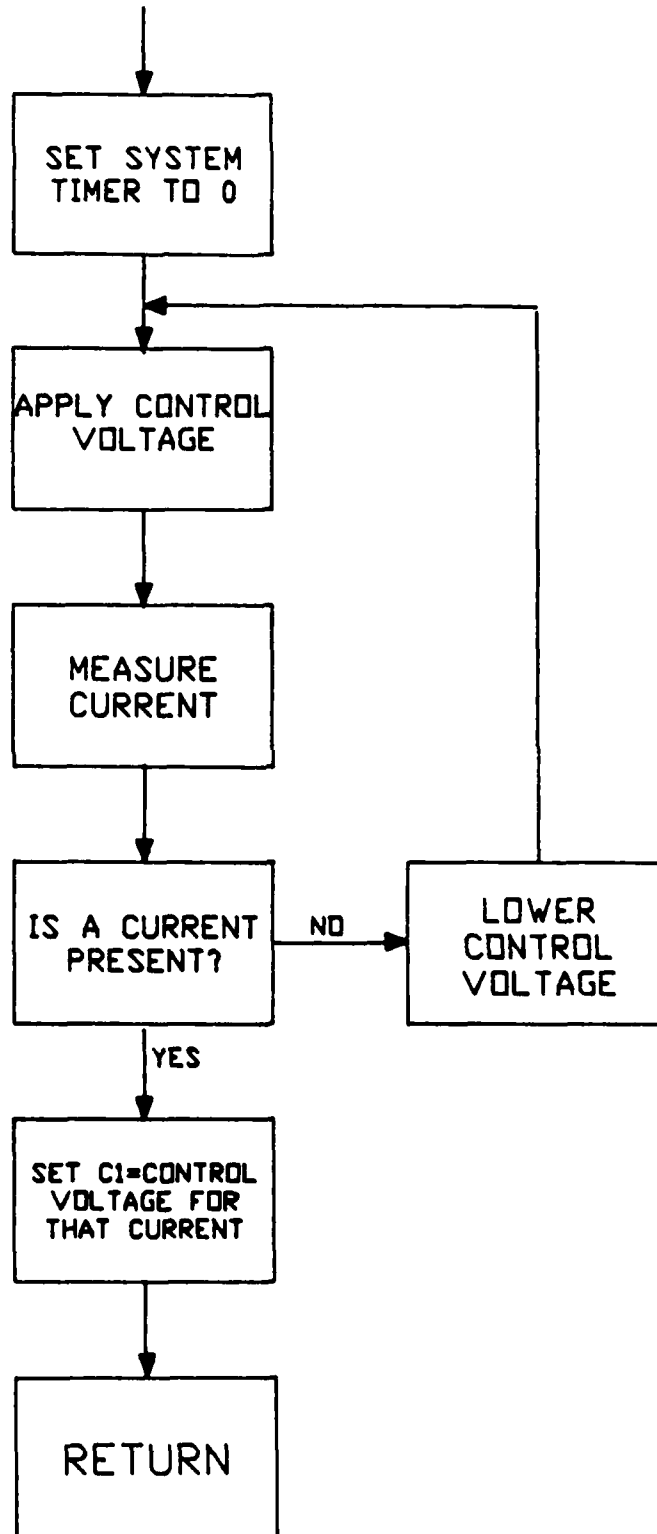 SET SYSTEM
TIMER TO 0
APPLY CONTROL
VOLTAGE
MEASURE
CURRENT
IS A CURRENT
PRESENT?
NO
LOWER
CONTROL
VOLTAGE
YES
SET C1=CONTROL
VOLTAGE FOR
THAT CURRENT
RETURN